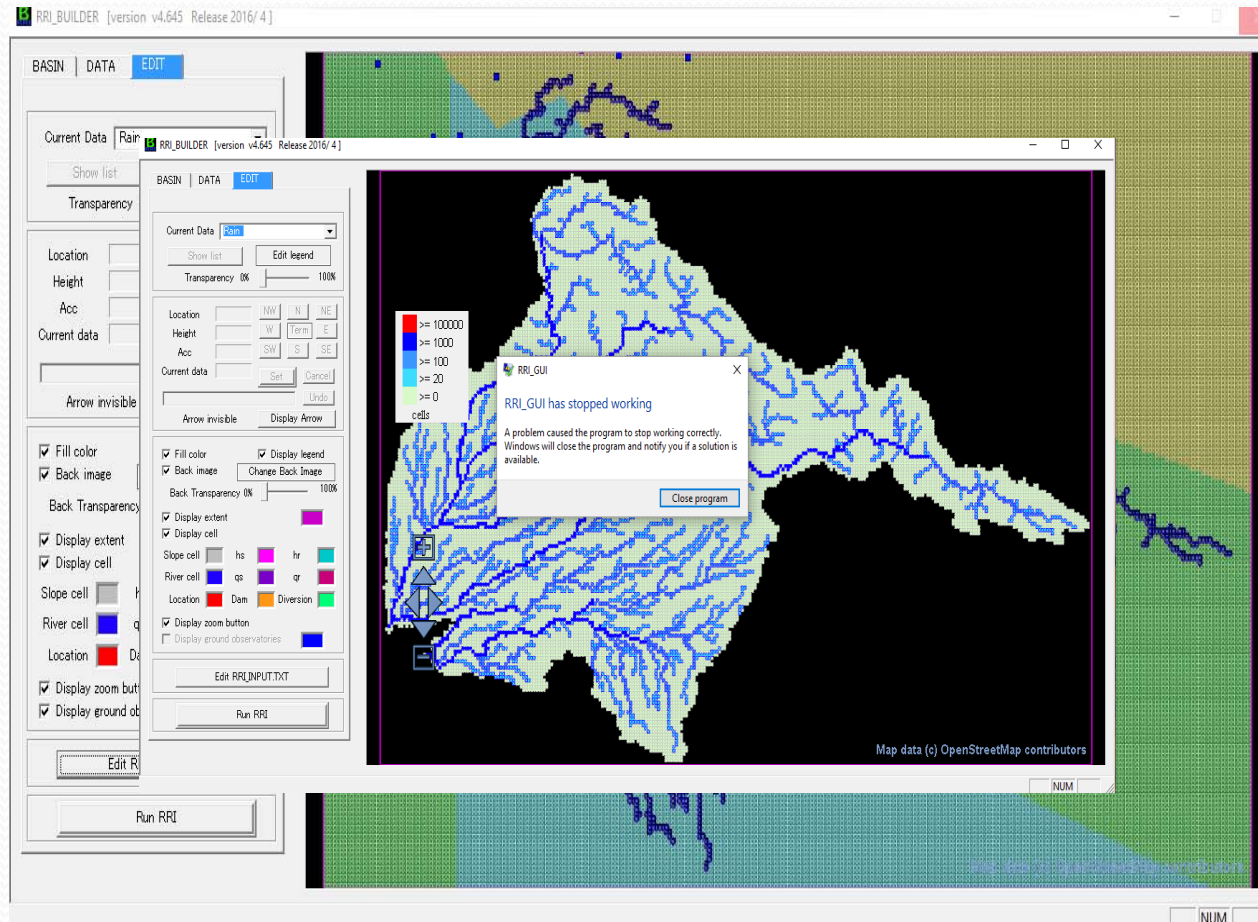 RRI_BUILDER [version v4.645 Release 2016/ 4 ]
BASIN DATA EDIT
Current Data Rain
Show list
Transparency
Location
Height
Acc
Current data
Arrow invisible
Fill color
Back image
Back Transparency
Display extent
Display cell
Slope cell
River cell
Location
Display zoom but
Display ground ob
Edit R
Run RRI
NUM
RRI_BUILDER [version v4.645 Release 2016/ 4 ]
BASIN DATA EDIT
Current Data Rain
Show list Edit legend
Transparency 0% 100%
Location NW N NE
Height W Term E
Acc SW S SE
Current data Set Cancel
Undo
Arrow invisible Display Arrow
Fill color Display legend
Back image Change Back Image
Back Transparency 0% 100%
Display extent
Display cell
Slope cell hs hr
River cell qs qr
Location Dam Diversion
Display zoom button
Display ground observatories
Edit RRI_INPUT.TXT
Run RRI
>= 100000
>= 1000
>= 100
>= 20
>= 0
cells
RRI_GUI X
RRI_GUI has stopped working
A problem caused the program to stop working correctly.
Windows will close the program and notify you if a solution is
available.
Close program
Map data (c) OpenStreetMap contributors
NUM
Map data (c) OpenStreetMap contributors